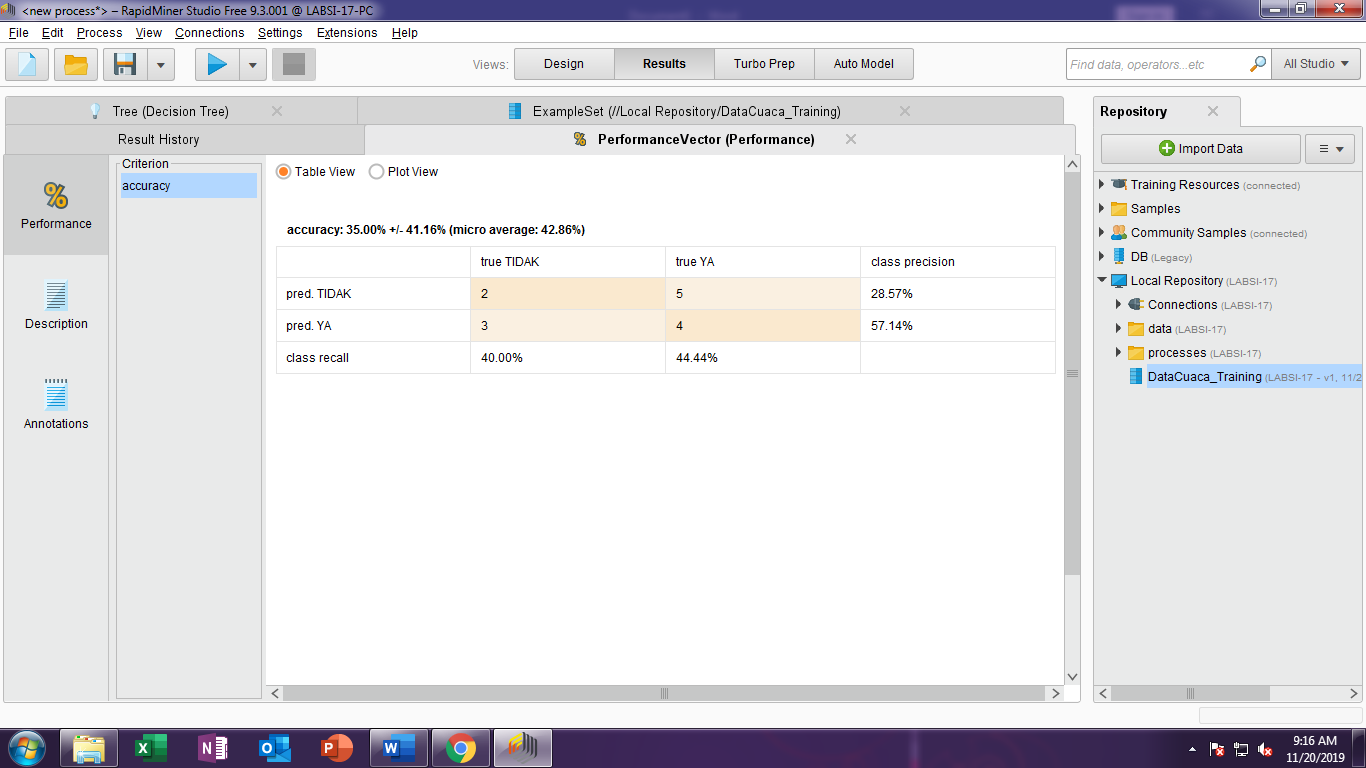 <new process*> – RapidMiner Studio Free 9.3.001 @ LABSI-17-PC
File Edit Process View Connections Settings Extensions Help
Views: Design Results Turbo Prep Auto Model
Find data, operators...etc
All Studio
Tree (Decision Tree)
ExampleSet (//Local Repository/DataCuaca_Training)
Result History
PerformanceVector (Performance)
Performance
Description
Annotations
Criterion
accuracy
Table View Plot View
accuracy: 35.00% +/- 41.16% (micro average: 42.86%)
true TIDAK true YA class precision
pred. TIDAK 2 5 28.57%
pred. YA 3 4 57.14%
class recall 40.00% 44.44%
Repository
Import Data
Training Resources (connected)
Samples
Community Samples (connected)
DB (Legacy)
Local Repository (LABSI-17)
Connections (LABSI-17)
data (LABSI-17)
processes (LABSI-17)
DataCuaca_Training (LABSI-17 - v1, 11/2
9:16 AM
11/20/2019